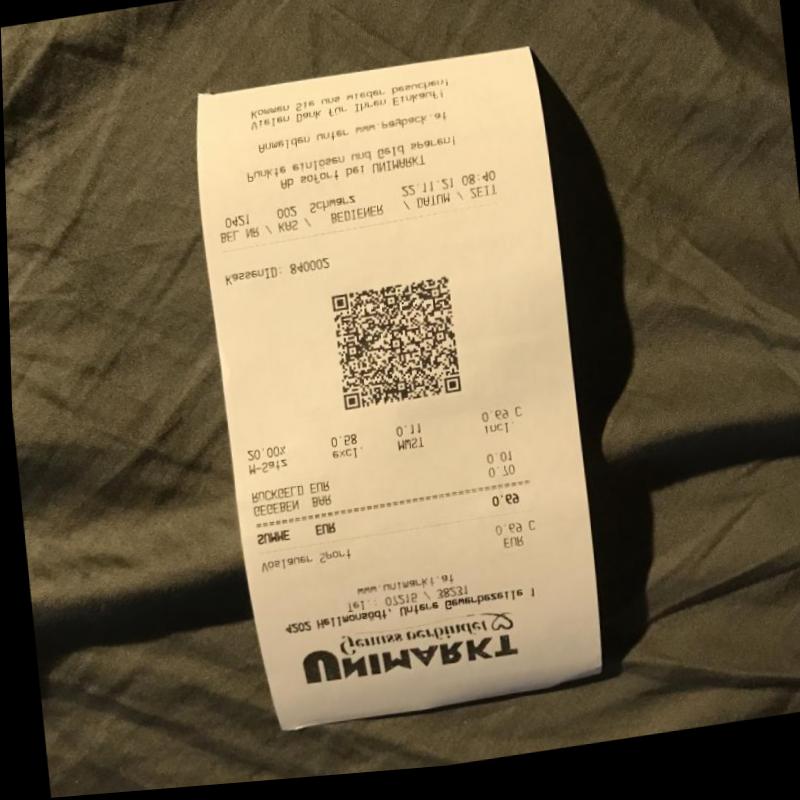 UNIMARKT
Genuss verbindet
4202 Hellmonsödt, Untere Gewerbezeile 1
Tel.: 07215 / 38231
www.unimarkt.at
EUR
Vöslauer Sport 0.69 C
SUMME EUR 0.69
GEGEBEN BAR 0.70
RÜCKGELD EUR 0.01
M-Satz excl. MWST incl.
20.00% 0.58 0.11 0.69 C
KassenID: 840002
BEL NR / KAS / BEDIENER / DATUM / ZEIT
0421 002 Schwarz 22.11.21 08:40
Ab sofort bei UNIMARKT
Punkte einlösen und Geld sparen!
Anmelden unter www.payback.at
Vielen Dank für Ihren Einkauf!
Kommen Sie uns wieder besuchen!